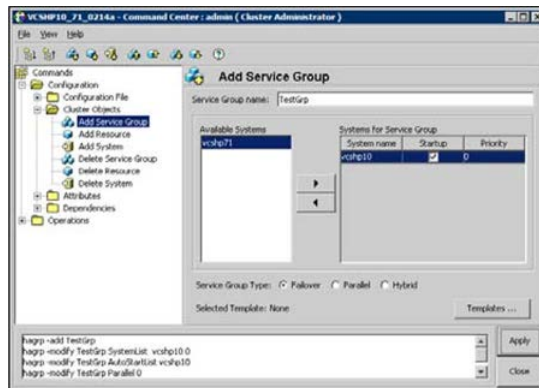 VCSHP10_71_0214a - Command Center : admin ( Cluster Administrator )
File View Help
Commands
Configuration
Configuration File
Cluster Objects
Add Service Group
Add Resource
Add System
Delete Service Group
Delete Resource
Delete System
Attributes
Dependencies
Operations
Add Service Group
Service Group name: TestGrp
Available Systems
vcshp71
Systems for Service Group
System name Startup Priority
vcshp10 0
Service Group Type: Failover Parallel Hybrid
Selected Template: None
Templates ...
hagrp -add TestGrp
hagrp -modify TestGrp SystemList vcshp10 0
hagrp -modify TestGrp AutoStartList vcshp10
hagrp -modify TestGrp Parallel 0
Apply
Close